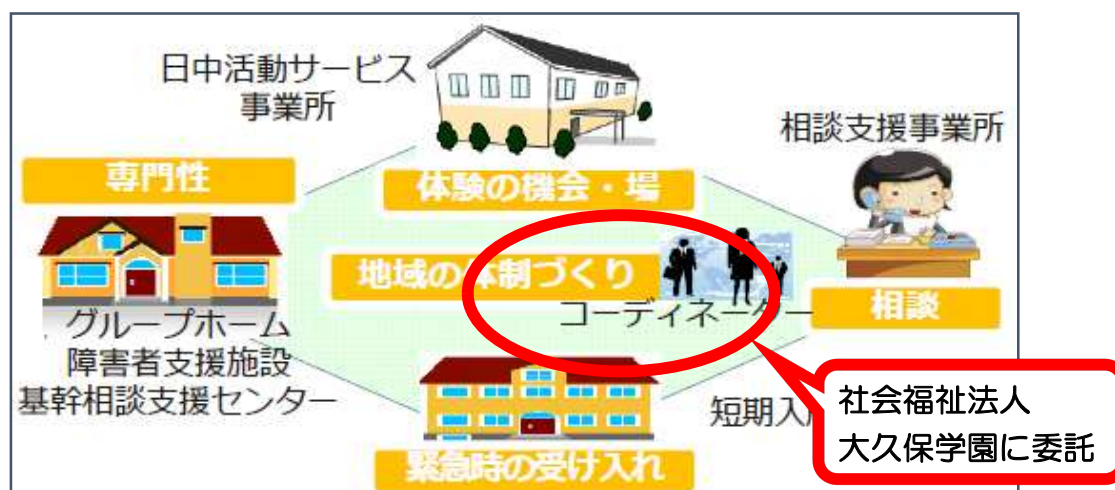 日中活動サービス
事業所
相談支援事業所
専門性
体験の機会・場
地域の体制づくり
コーディネーター
相談
グループホーム
障害者支援施設
基幹相談支援センター
短期入
社会福祉法人
大久保学園に委託
緊急時の受け入れ